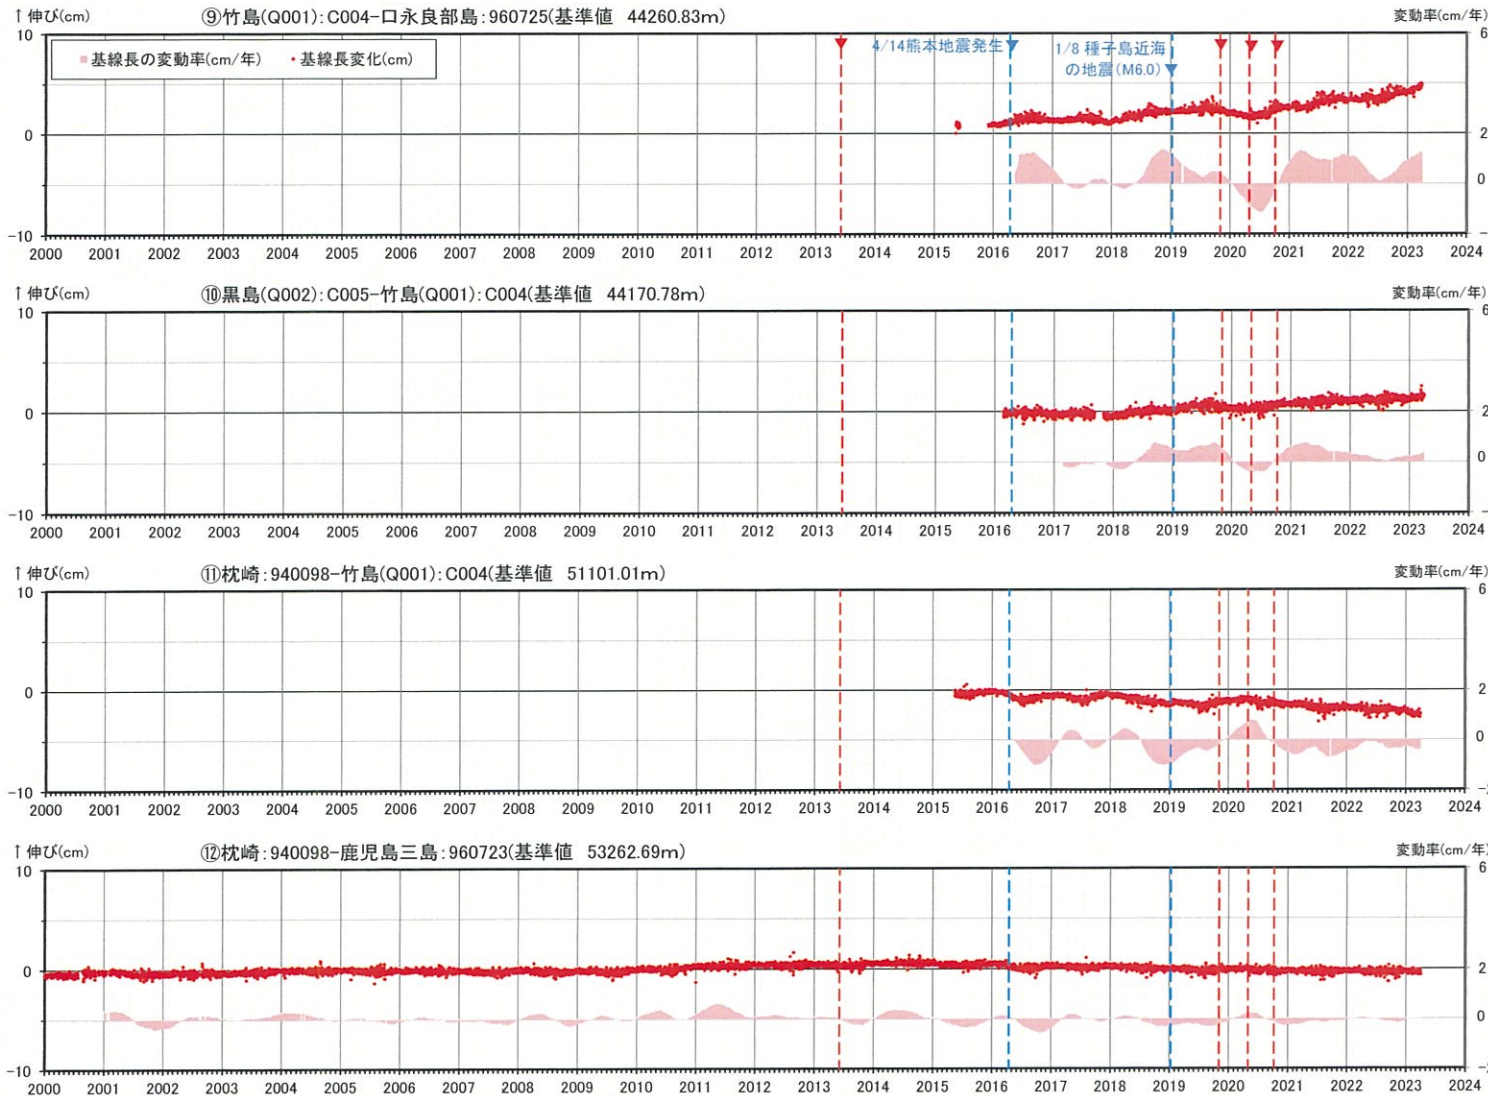 ↑伸び(cm) ⑨竹島(Q001):C004-口永良部島:960725(基準値 44260.83m) 変動率(cm/年)
10 6
■基線長の変動率(cm/年) •基線長変化(cm) 4/14熊本地震発生 1/8 種子島近海
の地震(M6.0)
0 2
0
-10
2000 2001 2002 2003 2004 2005 2006 2007 2008 2009 2010 2011 2012 2013 2014 2015 2016 2017 2018 2019 2020 2021 2022 2023 2024
↑伸び(cm) ⑩黒島(Q002):C005-竹島(Q001):C004(基準値 44170.78m) 変動率(cm/年)
10 6
0 2
0
-10
2000 2001 2002 2003 2004 2005 2006 2007 2008 2009 2010 2011 2012 2013 2014 2015 2016 2017 2018 2019 2020 2021 2022 2023 2024
↑伸び(cm) ⑪枕崎:940098-竹島(Q001):C004(基準値 51101.01m) 変動率(cm/年)
10 6
0 2
0
-10
2000 2001 2002 2003 2004 2005 2006 2007 2008 2009 2010 2011 2012 2013 2014 2015 2016 2017 2018 2019 2020 2021 2022 2023 2024
↑伸び(cm) ⑫枕崎:940098-鹿児島三島:960723(基準値 53262.69m) 変動率(cm/年)
10 6
0 2
0
-10
2000 2001 2002 2003 2004 2005 2006 2007 2008 2009 2010 2011 2012 2013 2014 2015 2016 2017 2018 2019 2020 2021 2022 2023 2024